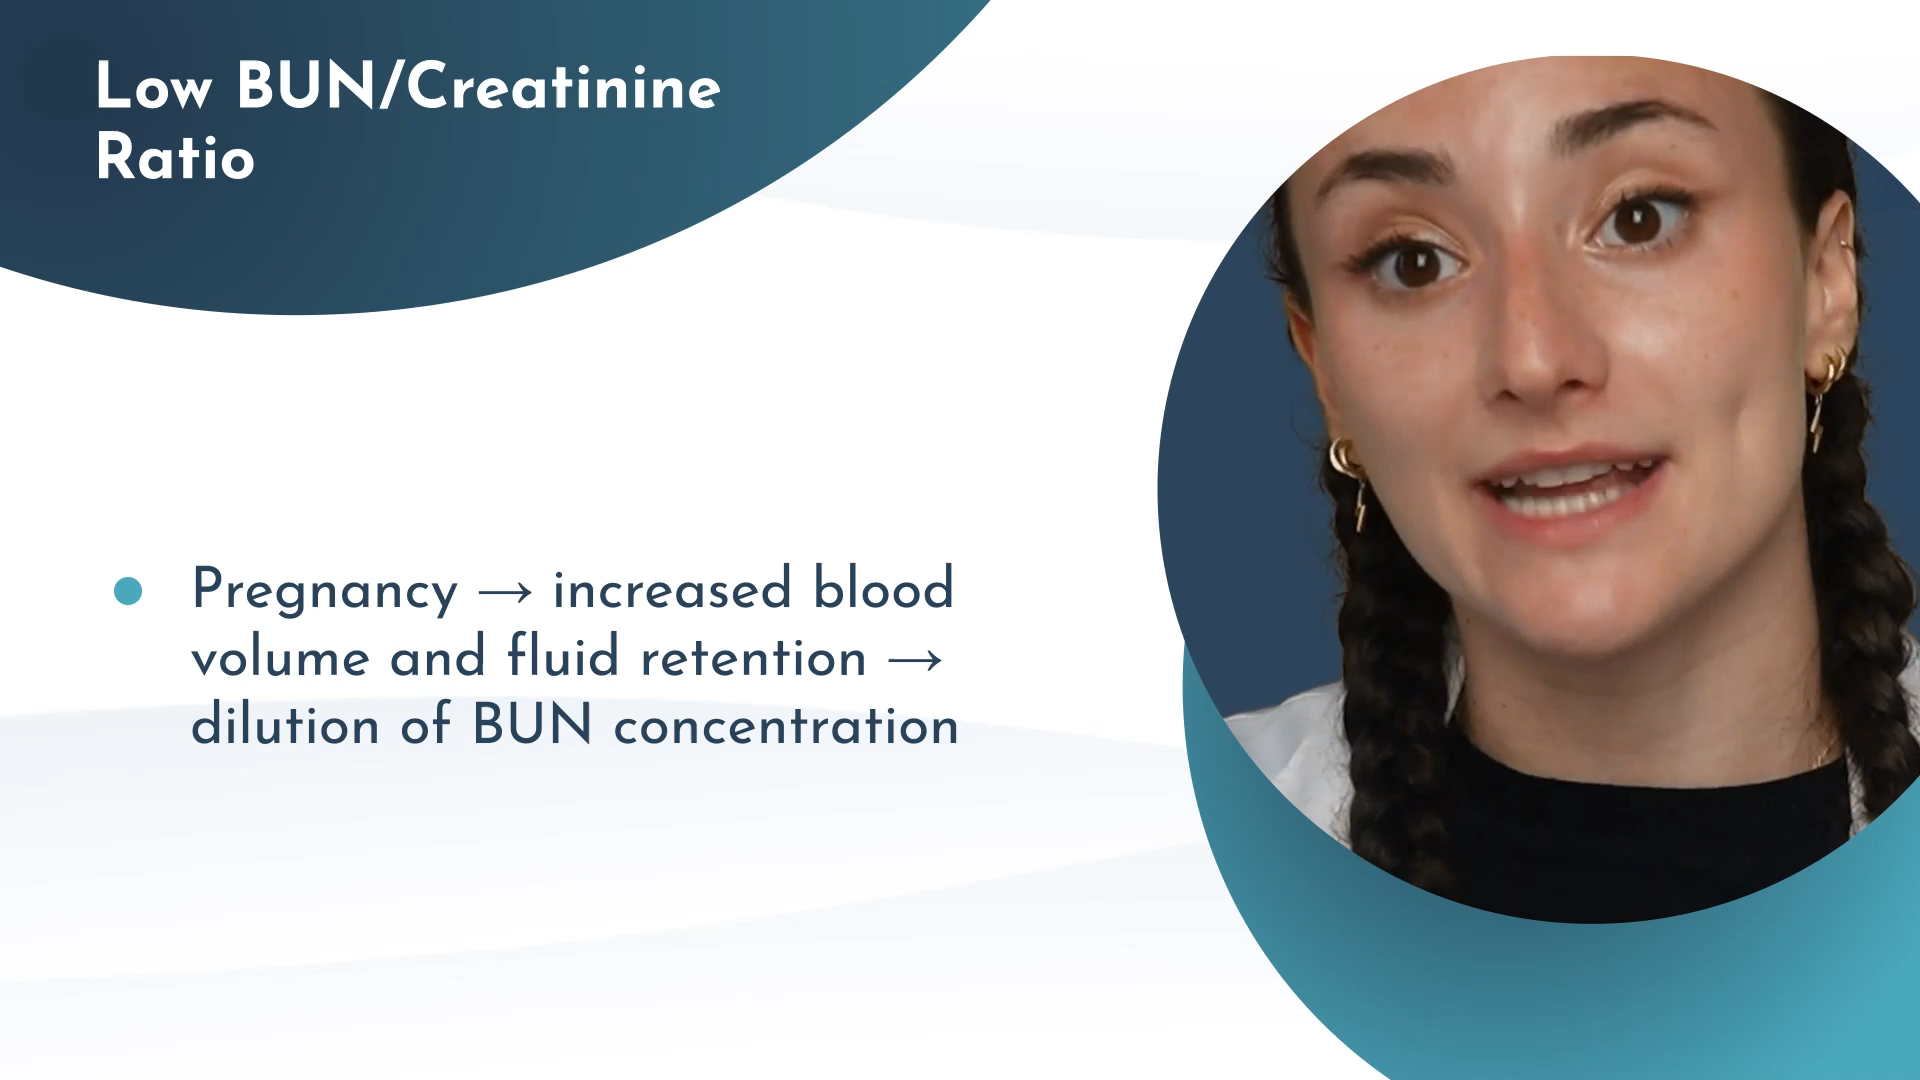 Low BUN/Creatinine
Ratio
Pregnancy → increased blood
volume and fluid retention →
dilution of BUN concentration